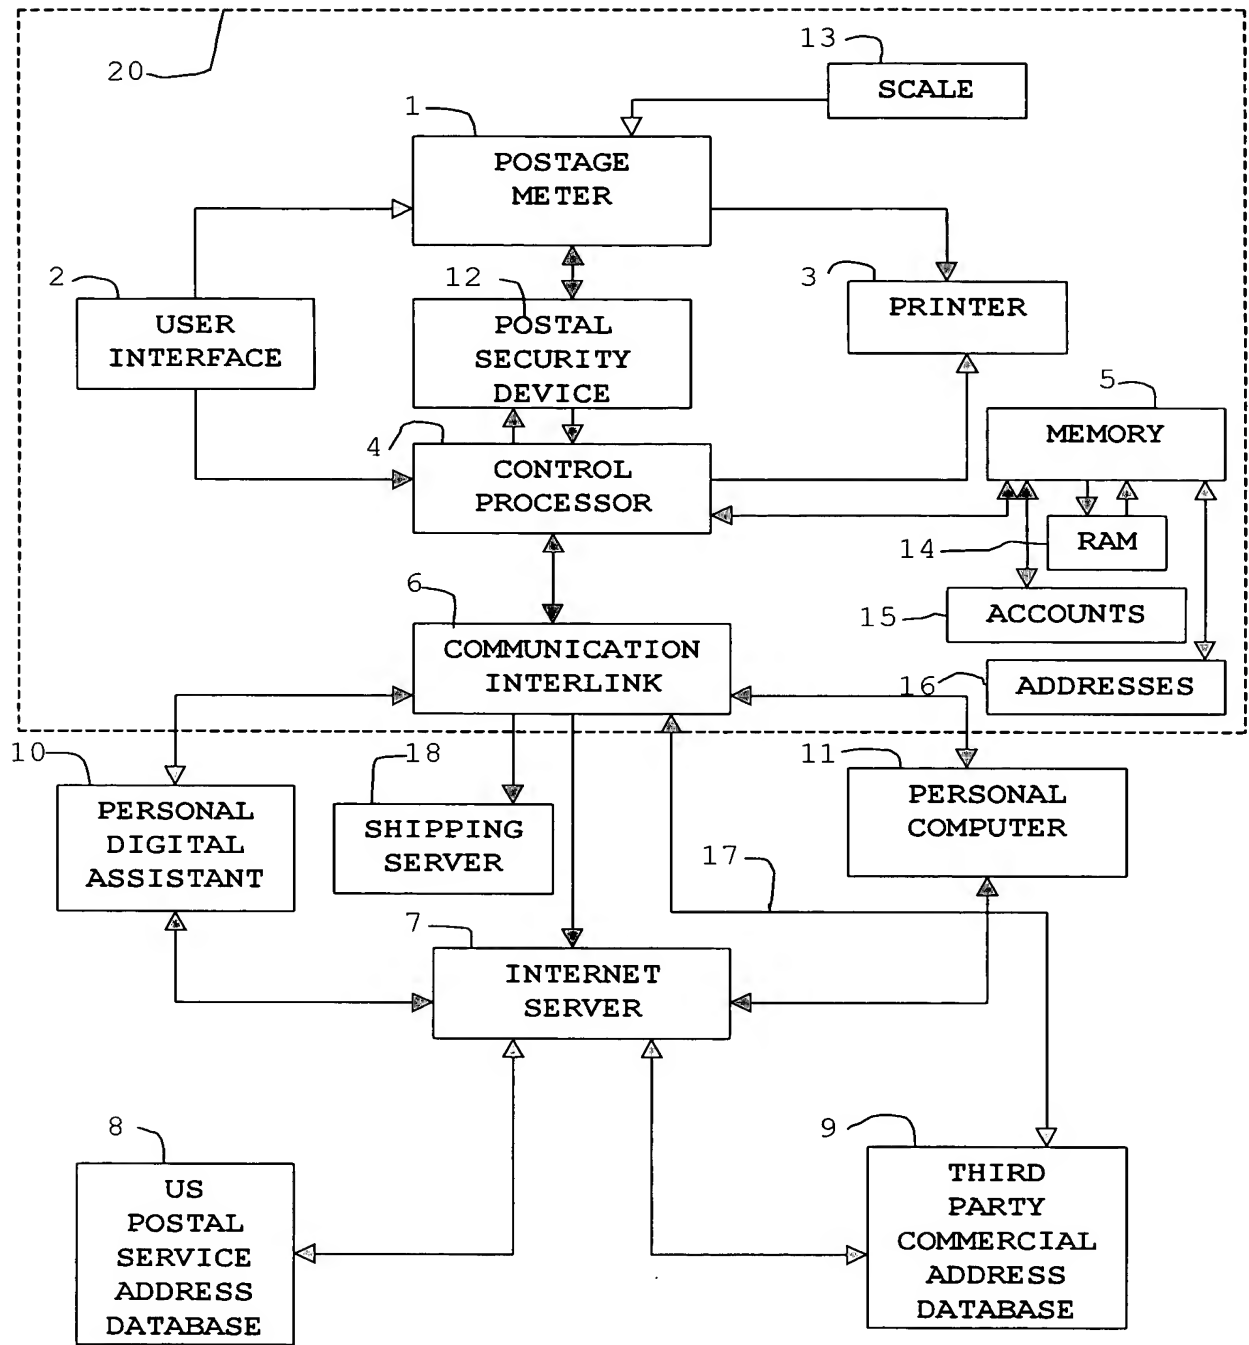 20
13
SCALE
1
POSTAGE
METER
2
USER
INTERFACE
12
POSTAL
SECURITY
DEVICE
3
PRINTER
4
CONTROL
PROCESSOR
5
MEMORY
14
RAM
15
ACCOUNTS
16
ADDRESSES
6
COMMUNICATION
INTERLINK
10
PERSONAL
DIGITAL
ASSISTANT
18
SHIPPING
SERVER
11
PERSONAL
COMPUTER
17
7
INTERNET
SERVER
8
US
POSTAL
SERVICE
ADDRESS
DATABASE
9
THIRD
PARTY
COMMERCIAL
ADDRESS
DATABASE